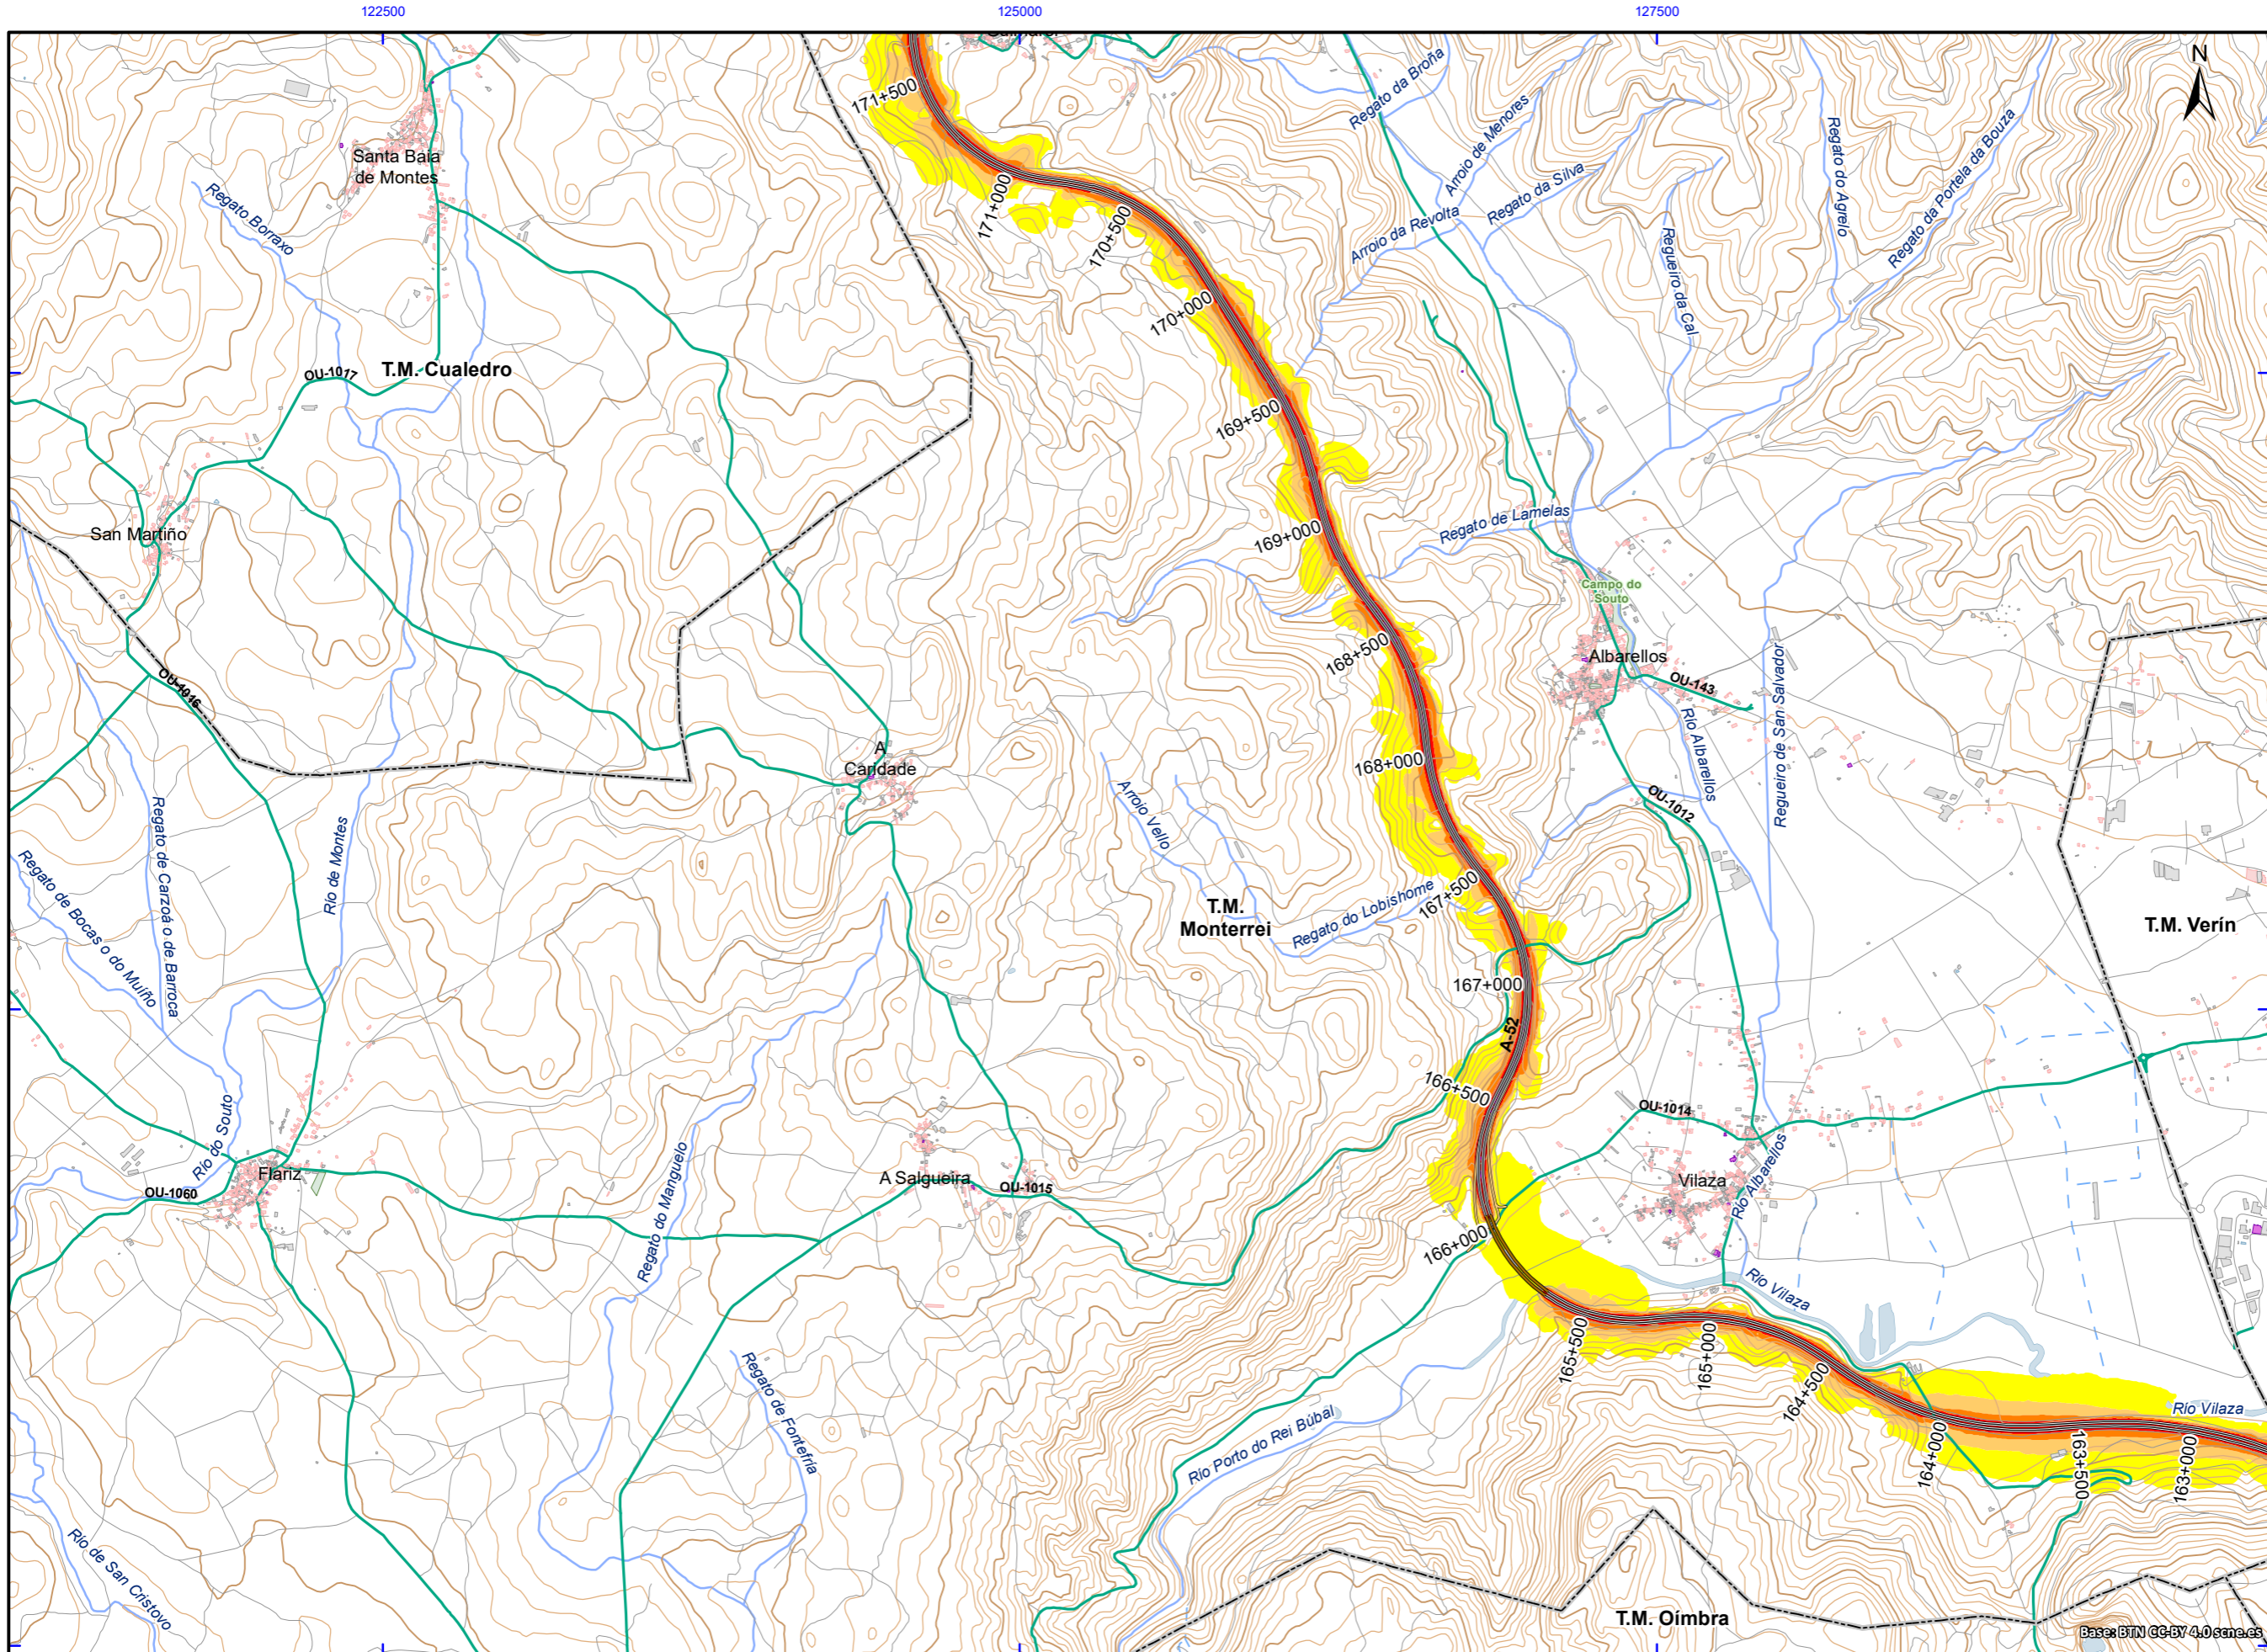 122500
125000
127500
N
171+500
Regato da Broña
Arroio de Menores
Regato da Silva
Arroio da Revolta
Regueiro da Cal
Regato do Agrelo
Regato da Portela da Bouza
Santa Baia
de Montes
Regato Borraxo
171+000
170+500
170+000
OU-1017
T.M. Cualedro
169+500
San Martiño
169+000
Regato de Lamelas
Campo do
Souto
168+500
Albarellos
OU-143
OU-1016
Río Albarellos
Regueiro de San Salvador
A
Caridade
168+000
Arroio Vello
OU-1012
Regato de Carzoá o de Barroca
Río de Montes
Regato de Bocas o do Muíño
167+500
Regato do Lobishome
T.M.
Monterrei
T.M. Verín
167+000
A-52
166+500
OU-1014
Río do Souto
Flariz
OU-1060
Regato do Manguelo
A Salgueira
OU-1015
Vilaza
Río Albarellos
166+000
Río Vilaza
165+500
165+000
164+500
Regato de Fontefría
Río Porto do Rei Búbal
164+000
163+500
163+000
Río Vilaza
Río de San Cristovo
T.M. Oímbra
Base: BTN CC-BY 4.0 scne.es